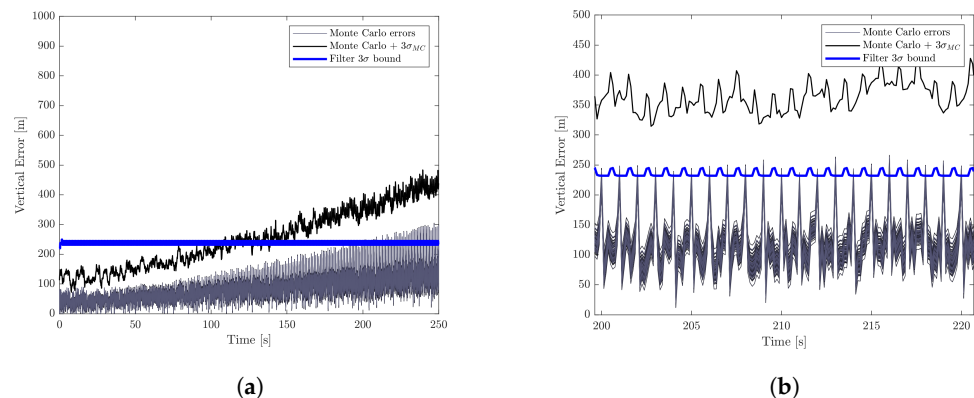 1000
900
800
700
600
500
400
300
200
100
0
0 50 100 150 200 250
Vertical Error [m]
Time [s]
Monte Carlo errors
Monte Carlo + 3σMC
Filter 3σ bound
(a)
500
450
400
350
300
250
200
150
100
50
0
200 205 210 215 220
Vertical Error [m]
Time [s]
Monte Carlo errors
Monte Carlo + 3σMC
Filter 3σ bound
(b)